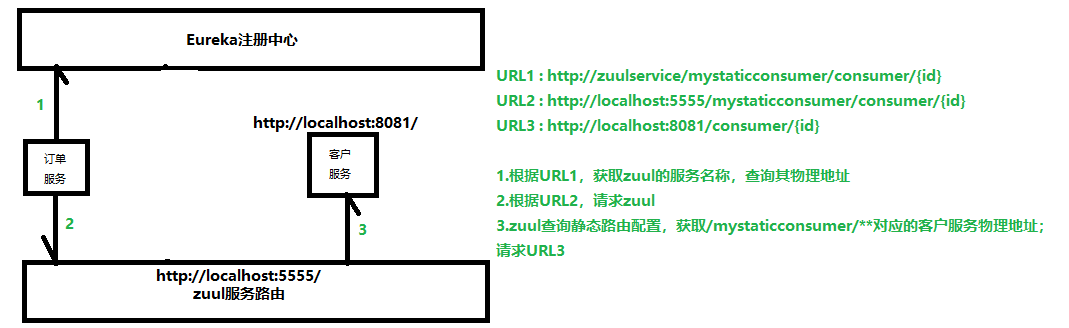 Eureka注册中心
1
订单
服务
2
http://localhost:8081/
客户
服务
3
http://localhost:5555/
zuul服务路由
URL1 : http://zuulservice/mystaticconsumer/consumer/{id}
URL2 : http://localhost:5555/mystaticconsumer/consumer/{id}
URL3 : http://localhost:8081/consumer/{id}
1.根据URL1，获取zuul的服务名称，查询其物理地址
2.根据URL2，请求zuul
3.zuul查询静态路由配置，获取/mystaticconsumer/**对应的客户服务物理地址；
请求URL3